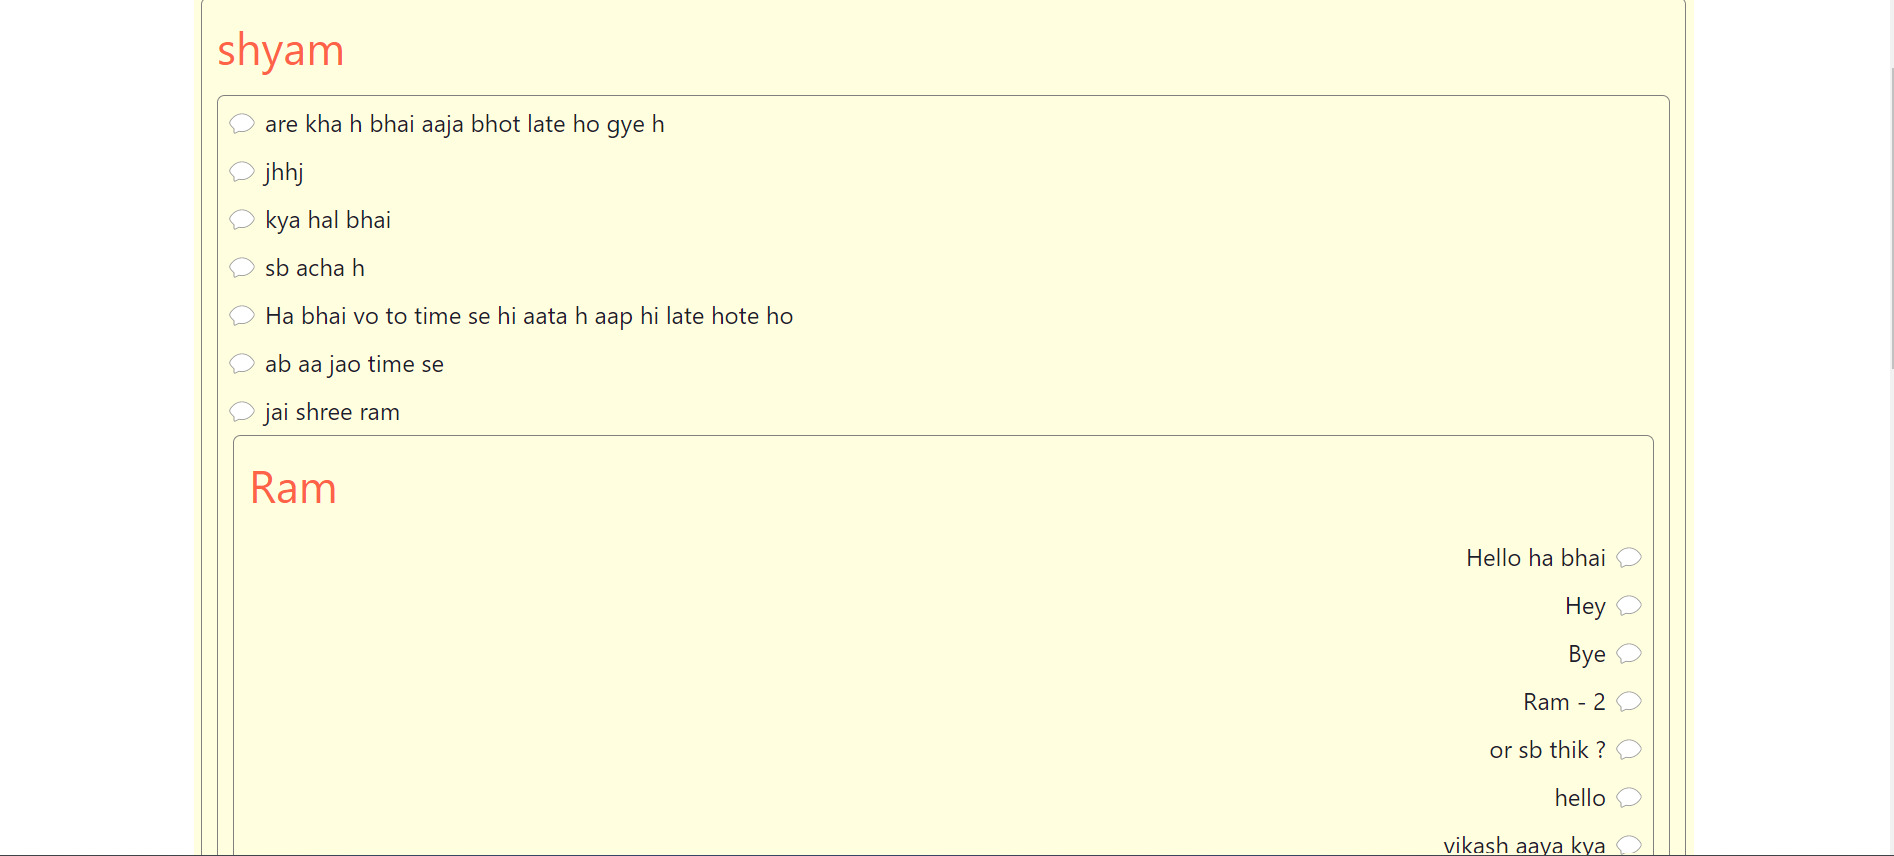 shyam
are kha h bhai aaja bhot late ho gye h
jhhj
kya hal bhai
sb acha h
Ha bhai vo to time se hi aata h aap hi late hote ho
ab aa jao time se
jai shree ram
Ram
Hello ha bhai
Hey
Bye
Ram - 2
or sb thik ?
hello
vikash aaya kya